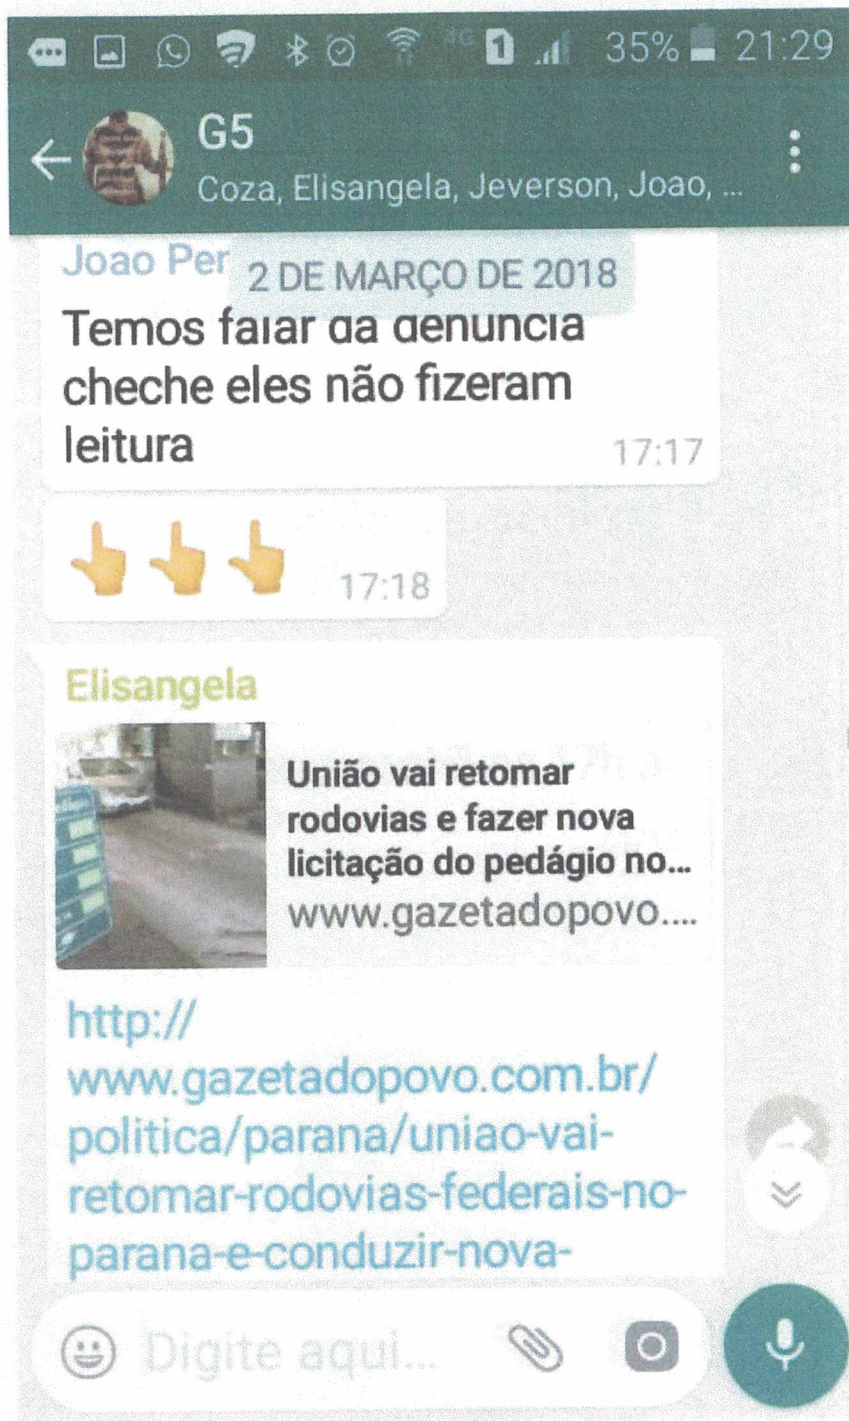 4G 1 35% 21:29
G5
Coza, Elisangela, Jeverson, Joao, ...
Joao Per
2 DE MARÇO DE 2018
Temos falar da denuncia
cheche eles não fizeram
leitura
17:17
17:18
Elisangela
União vai retomar
rodovias e fazer nova
licitação do pedágio no...
www.gazetadopovo....
http://
www.gazetadopovo.com.br/
politica/parana/uniao-vai-
retomar-rodovias-federais-no-
parana-e-conduzir-nova-
Digite aqui...